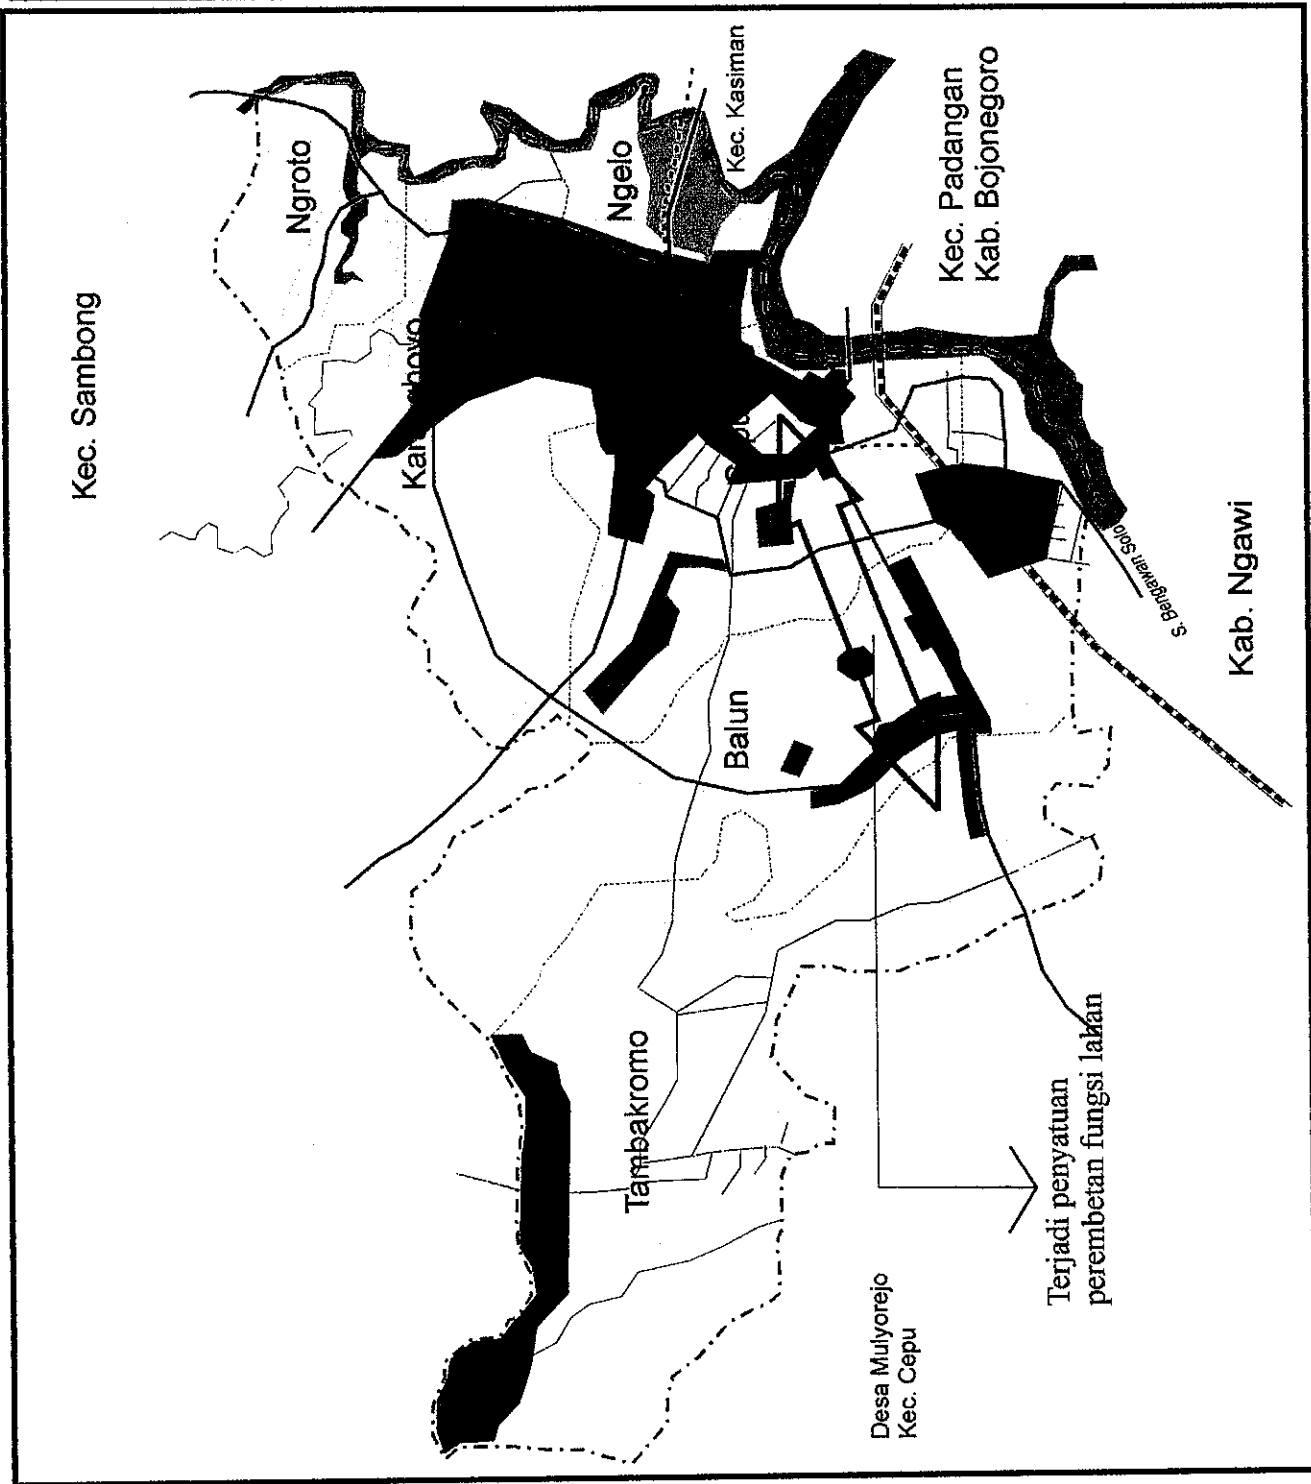 Kec. Sambong
Ngroto
Ngelo
Kec. Kasiman
Kec. Padangan
Kab. Bojonegoro
Balun
Tambakromo
S. Bengawan Solo
Kab. Ngawi
Desa Mulyorejo
Kec. Cepu
Terjadi penyatuan
perembetan fungsi lahan